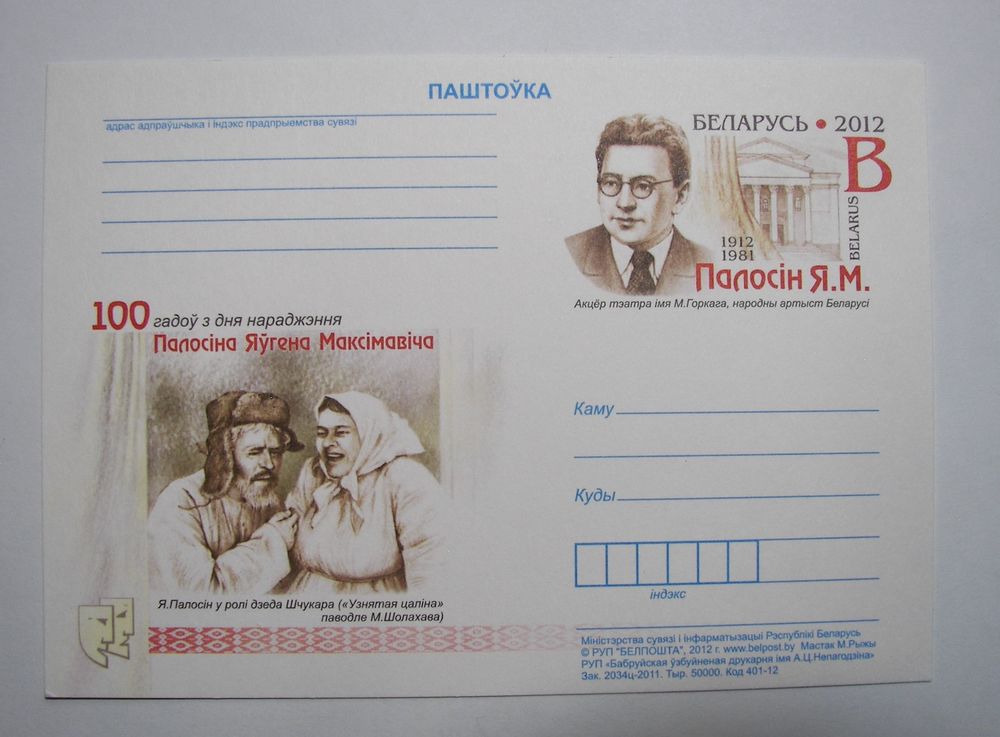 ПАШТОЎКА
адрас адпраўшчыка і індэкс прадпрыемства сувязі
БЕЛАРУСЬ • 2012
B
BELARUS
1912
1981
Палосін Я.М.
Акцёр тэатра імя М.Горкага, народны артыст Беларусі
100 гадоў з дня нараджэння
Палосіна Яўгена Максімавіча
Я.Палосін у ролі дзеда Шчукара («Узнятая цаліна»
паводле М.Шолахава)
Каму
Куды
індэкс
Міністэрства сувязі і інфарматызацыі Рэспублікі Беларусь
© РУП "БЕЛПОШТА", 2012 г. www.belpost.by Мастак М.Рыжы
РУП «Бабруйская ўзбуйненая друкарня імя А.Ц.Непагодзіна»
Зак. 2034ц-2011. Тыр. 50000. Код 401-12